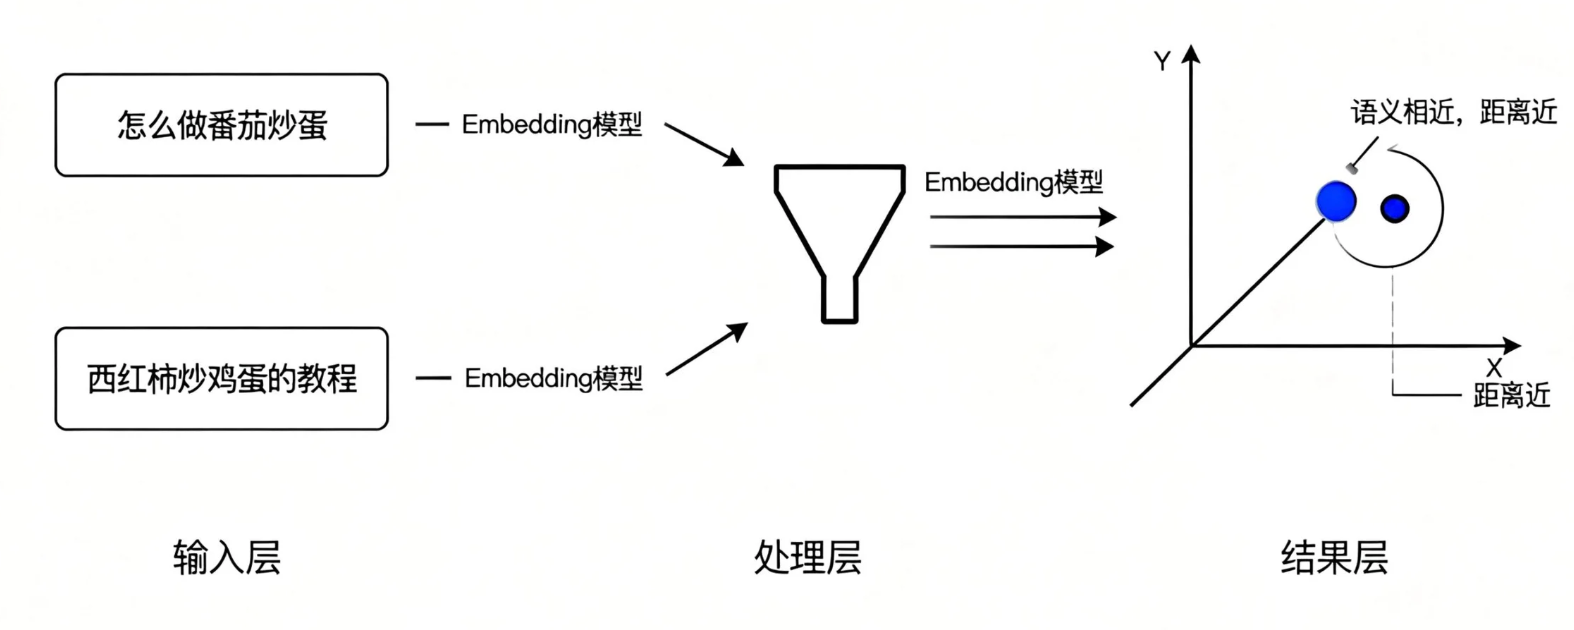 怎么做番茄炒蛋
Embedding模型
西红柿炒鸡蛋的教程
Embedding模型
Embedding模型
Y
语义相近，距离近
X
距离近
输入层
处理层
结果层